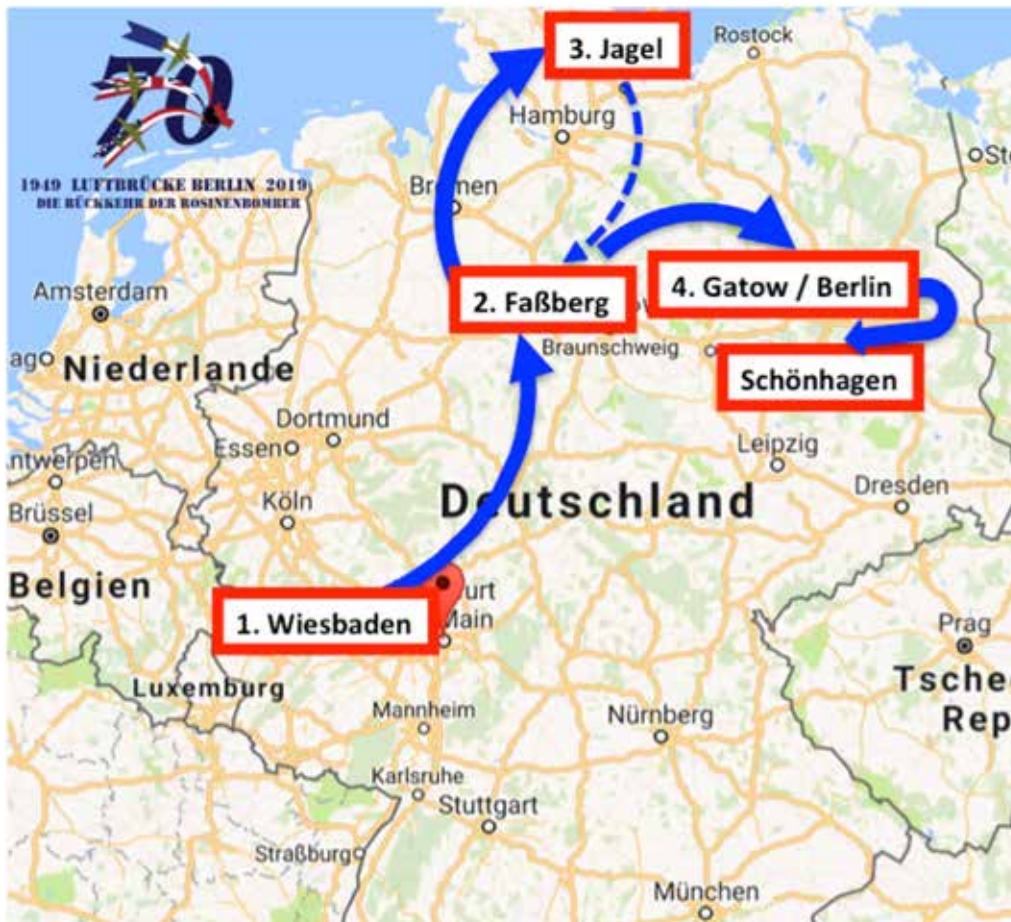 70
1949 LUFTBRÜCKE BERLIN 2019
DIE RÜCKKEHR DER ROSINENBOMBER
3. Jagel
Rostock
Hamburg
Bremen
Amsterdam
2. Faßberg
4. Gatow / Berlin
Braunschweig
Niederlande
Schönhagen
Dortmund
Essen
Leipzig
Köln
Deutschland
Dresden
Brüssel
Belgien
1. Wiesbaden
Main
Prag
Luxemburg
Mannheim
Nürnberg
Karlsruhe
Stuttgart
Straßburg
München